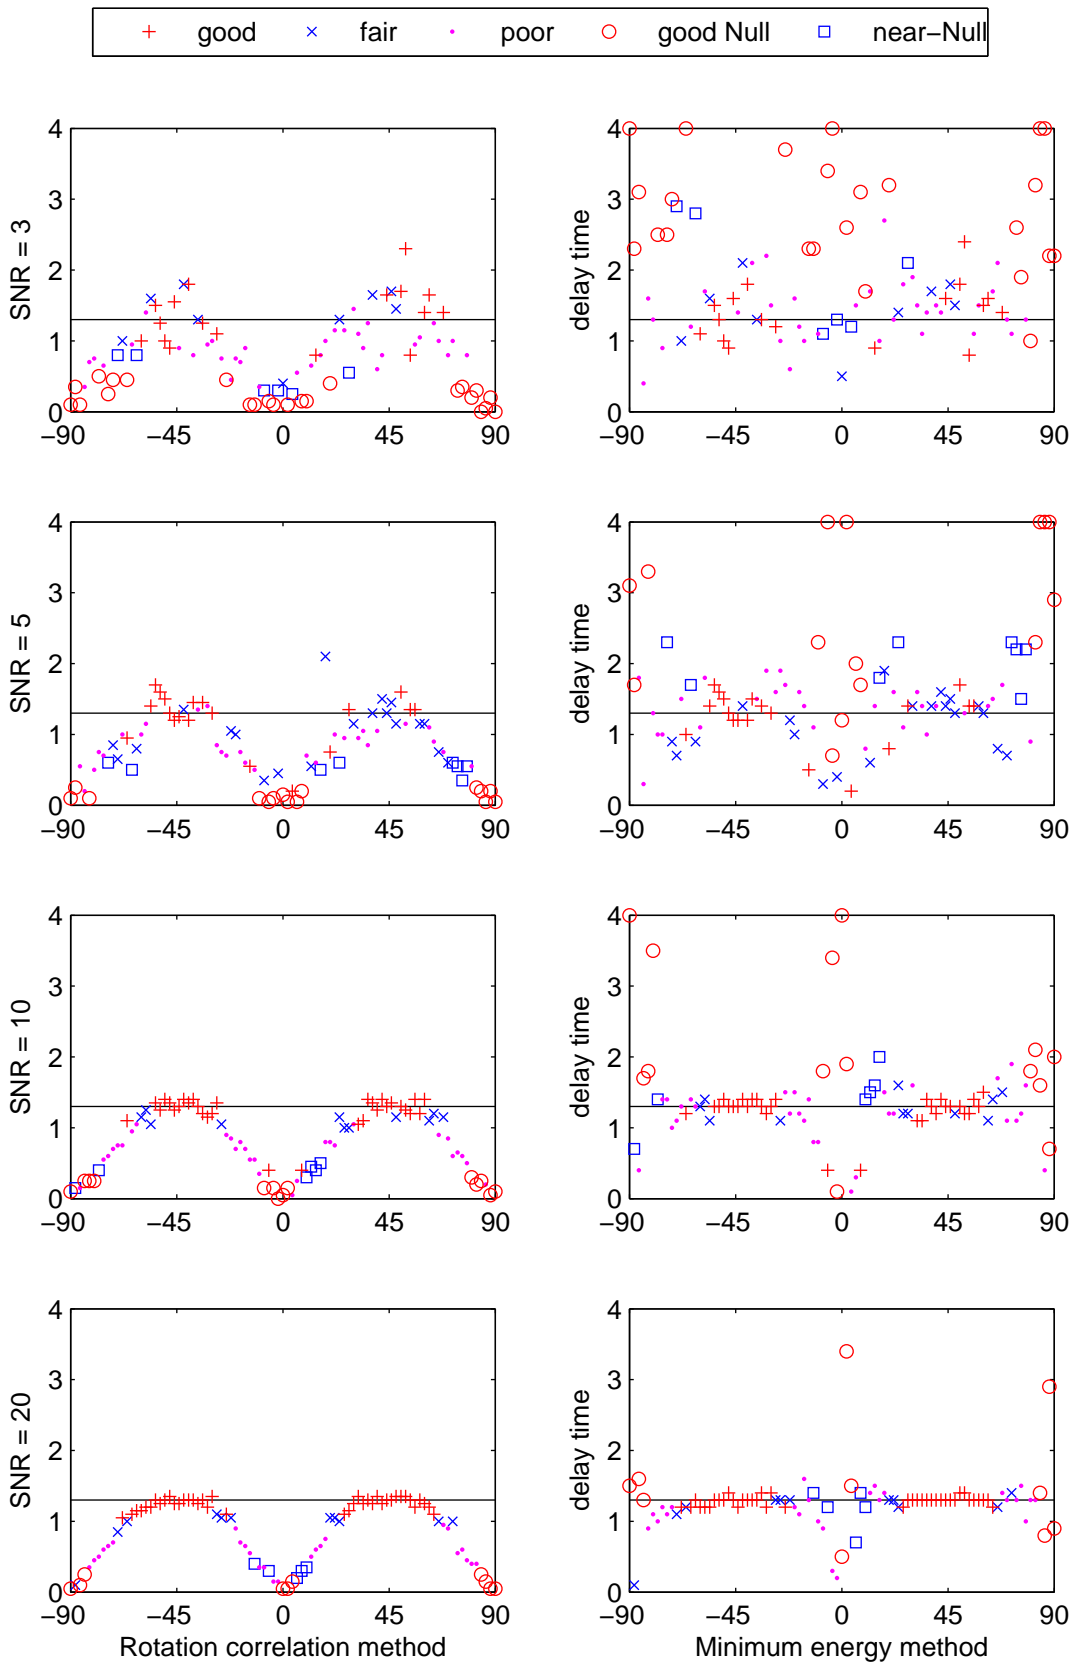 good fair poor good Null near−Null
4 4
3 3
2 2
1 1
0 0
SNR = 3 delay time
−90 −45 0 45 90 −90 −45 0 45 90
4 4
3 3
2 2
1 1
0 0
SNR = 5 delay time
−90 −45 0 45 90 −90 −45 0 45 90
4 4
3 3
2 2
1 1
0 0
SNR = 10 delay time
−90 −45 0 45 90 −90 −45 0 45 90
4 4
3 3
2 2
1 1
0 0
SNR = 20 delay time
−90 −45 0 45 90 −90 −45 0 45 90
Rotation correlation method Minimum energy method